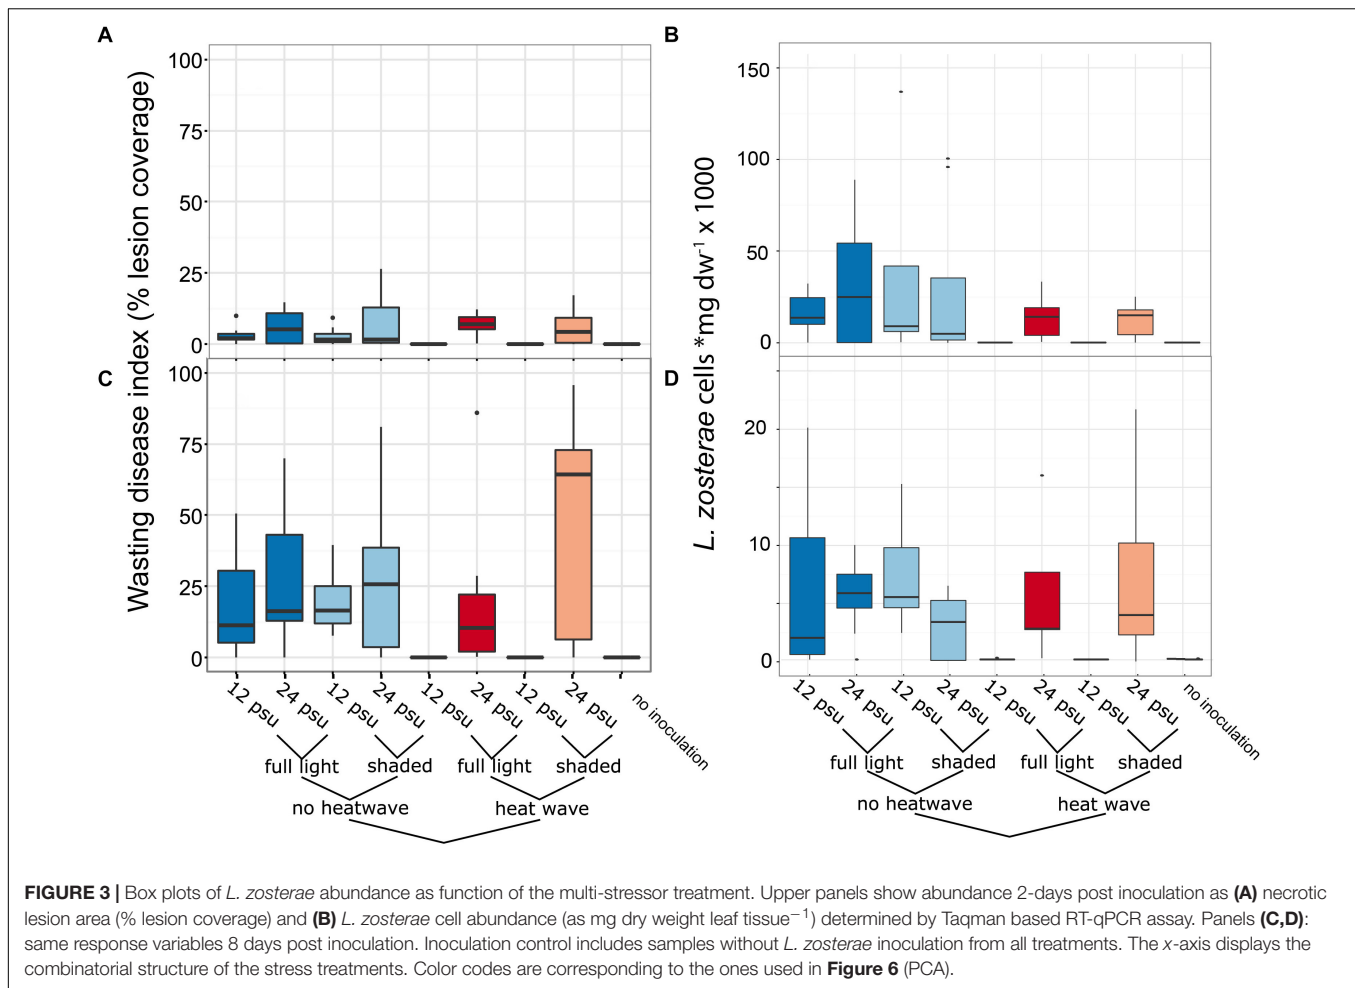 A
B
Wasting disease index (% lesion coverage)
100
75
50
25
0
L. zosterae cells *mg dw⁻¹ x 1000
150
100
50
0
C
D
100
75
50
25
0
20
10
0
12 psu 24 psu 12 psu 24 psu 12 psu 24 psu 12 psu 24 psu no inoculation
full light shaded full light shaded
no heatwave heat wave
12 psu 24 psu 12 psu 24 psu 12 psu 24 psu 12 psu 24 psu no inoculation
full light shaded full light shaded
no heatwave heat wave
FIGURE 3 | Box plots of L. zosterae abundance as function of the multi-stressor treatment. Upper panels show abundance 2-days post inoculation as (A) necrotic
lesion area (% lesion coverage) and (B) L. zosterae cell abundance (as mg dry weight leaf tissue⁻¹) determined by Taqman based RT-qPCR assay. Panels (C,D):
same response variables 8 days post inoculation. Inoculation control includes samples without L. zosterae inoculation from all treatments. The x-axis displays the
combinatorial structure of the stress treatments. Color codes are corresponding to the ones used in Figure 6 (PCA).